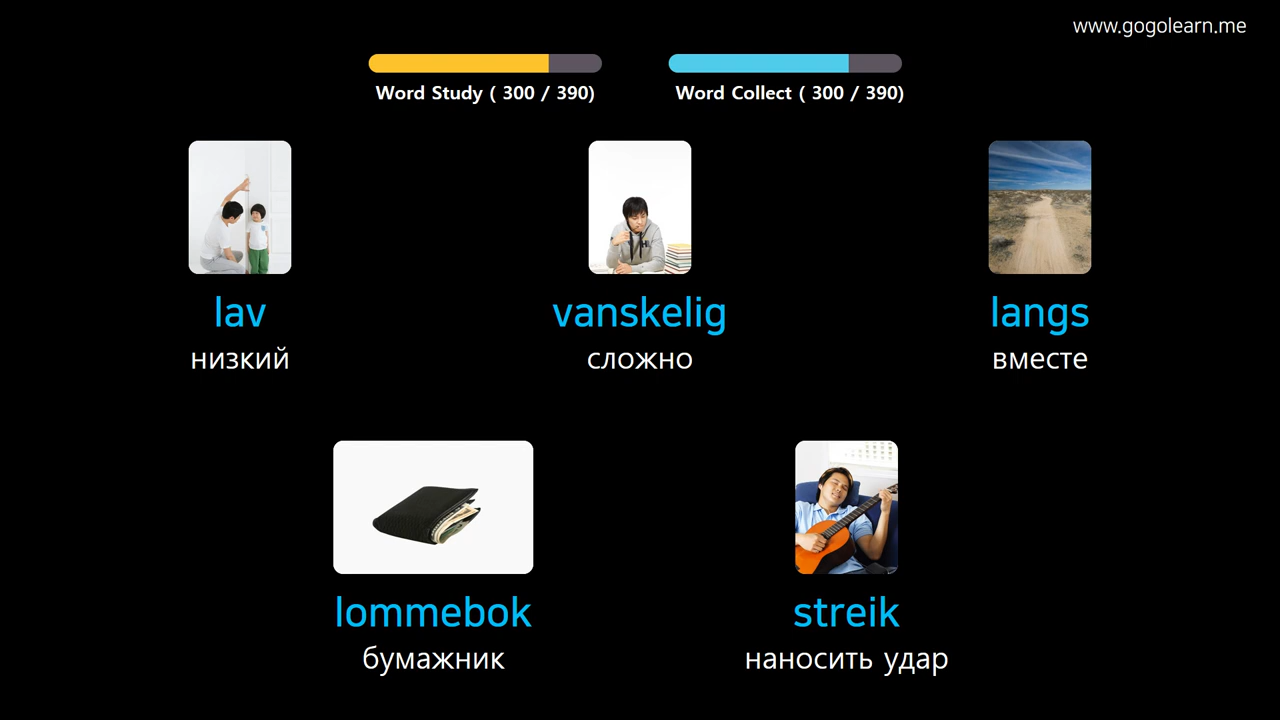 www.gogolearn.me
Word Study ( 300 / 390)
Word Collect ( 300 / 390)
lav
низкий
vanskelig
сложно
langs
вместе
lommebok
бумажник
streik
наносить удар